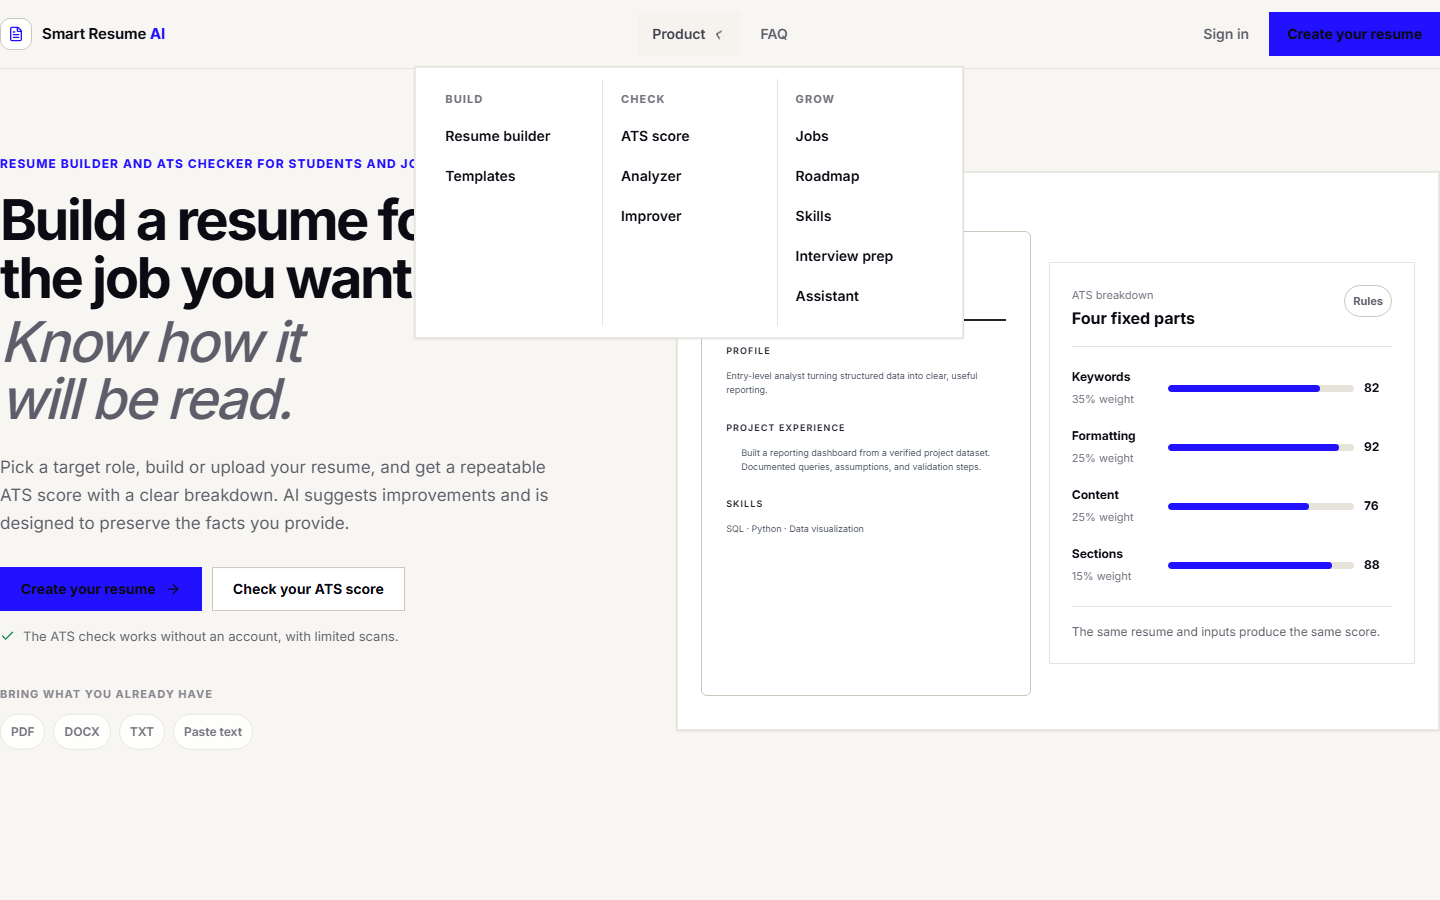 Smart Resume AI
Product
FAQ
Sign in
Create your resume
BUILD
Resume builder
Templates
CHECK
ATS score
Analyzer
Improver
GROW
Jobs
Roadmap
Skills
Interview prep
Assistant
RESUME BUILDER AND ATS CHECKER FOR STUDENTS AND
Build a resume
the job you want
Know how it
will be read.
Pick a target role, build or upload your resume, and get a repeatable
ATS score with a clear breakdown. AI suggests improvements and is
designed to preserve the facts you provide.
Create your resume
Check your ATS score
The ATS check works without an account, with limited scans.
BRING WHAT YOU ALREADY HAVE
PDF
DOCX
TXT
Paste text
PROFILE
Entry-level analyst turning structured data into clear, useful
reporting.
PROJECT EXPERIENCE
Built a reporting dashboard from a verified project dataset.
Documented queries, assumptions, and validation steps.
SKILLS
SQL · Python · Data visualization
ATS breakdown
Four fixed parts
Rules
Keywords
35% weight
82
Formatting
25% weight
92
Content
25% weight
76
Sections
15% weight
88
The same resume and inputs produce the same score.